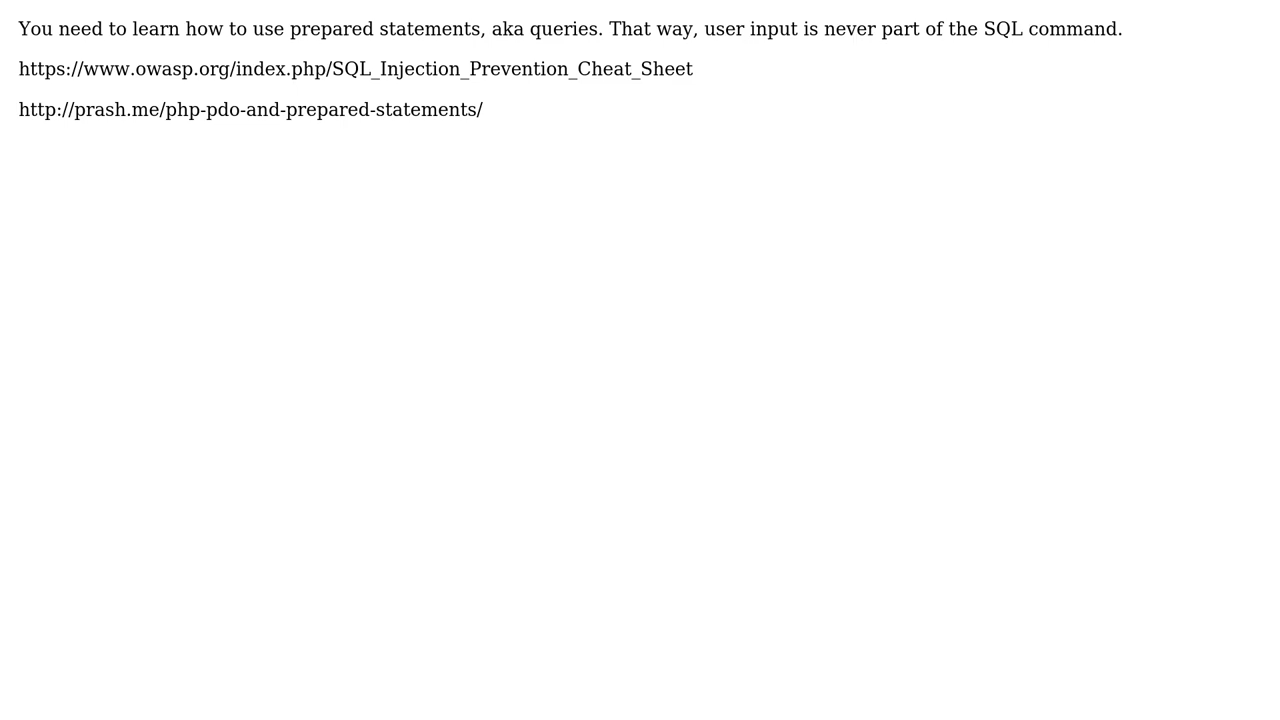 You need to learn how to use prepared statements, aka queries. That way, user input is never part of the SQL command.
https://www.owasp.org/index.php/SQL_Injection_Prevention_Cheat_Sheet
http://prash.me/php-pdo-and-prepared-statements/